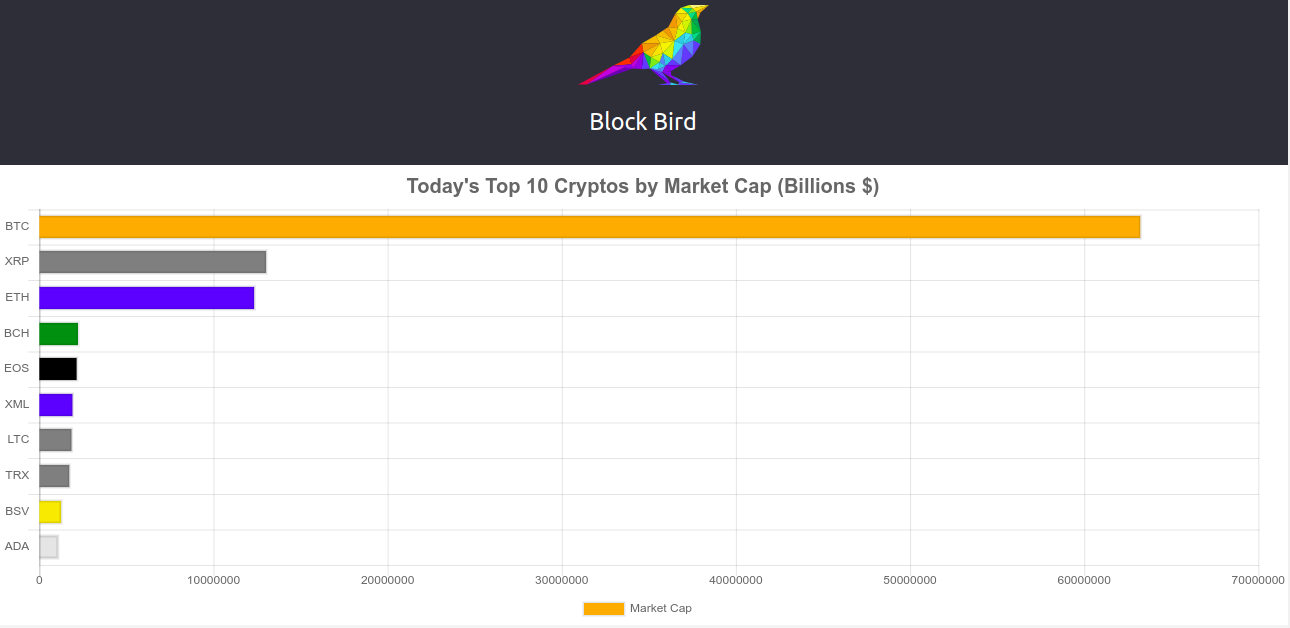 Block Bird
Today's Top 10 Cryptos by Market Cap (Billions $)
BTC
XRP
ETH
BCH
EOS
XML
LTC
TRX
BSV
ADA
0 10000000 20000000 30000000 40000000 50000000 60000000 70000000
Market Cap